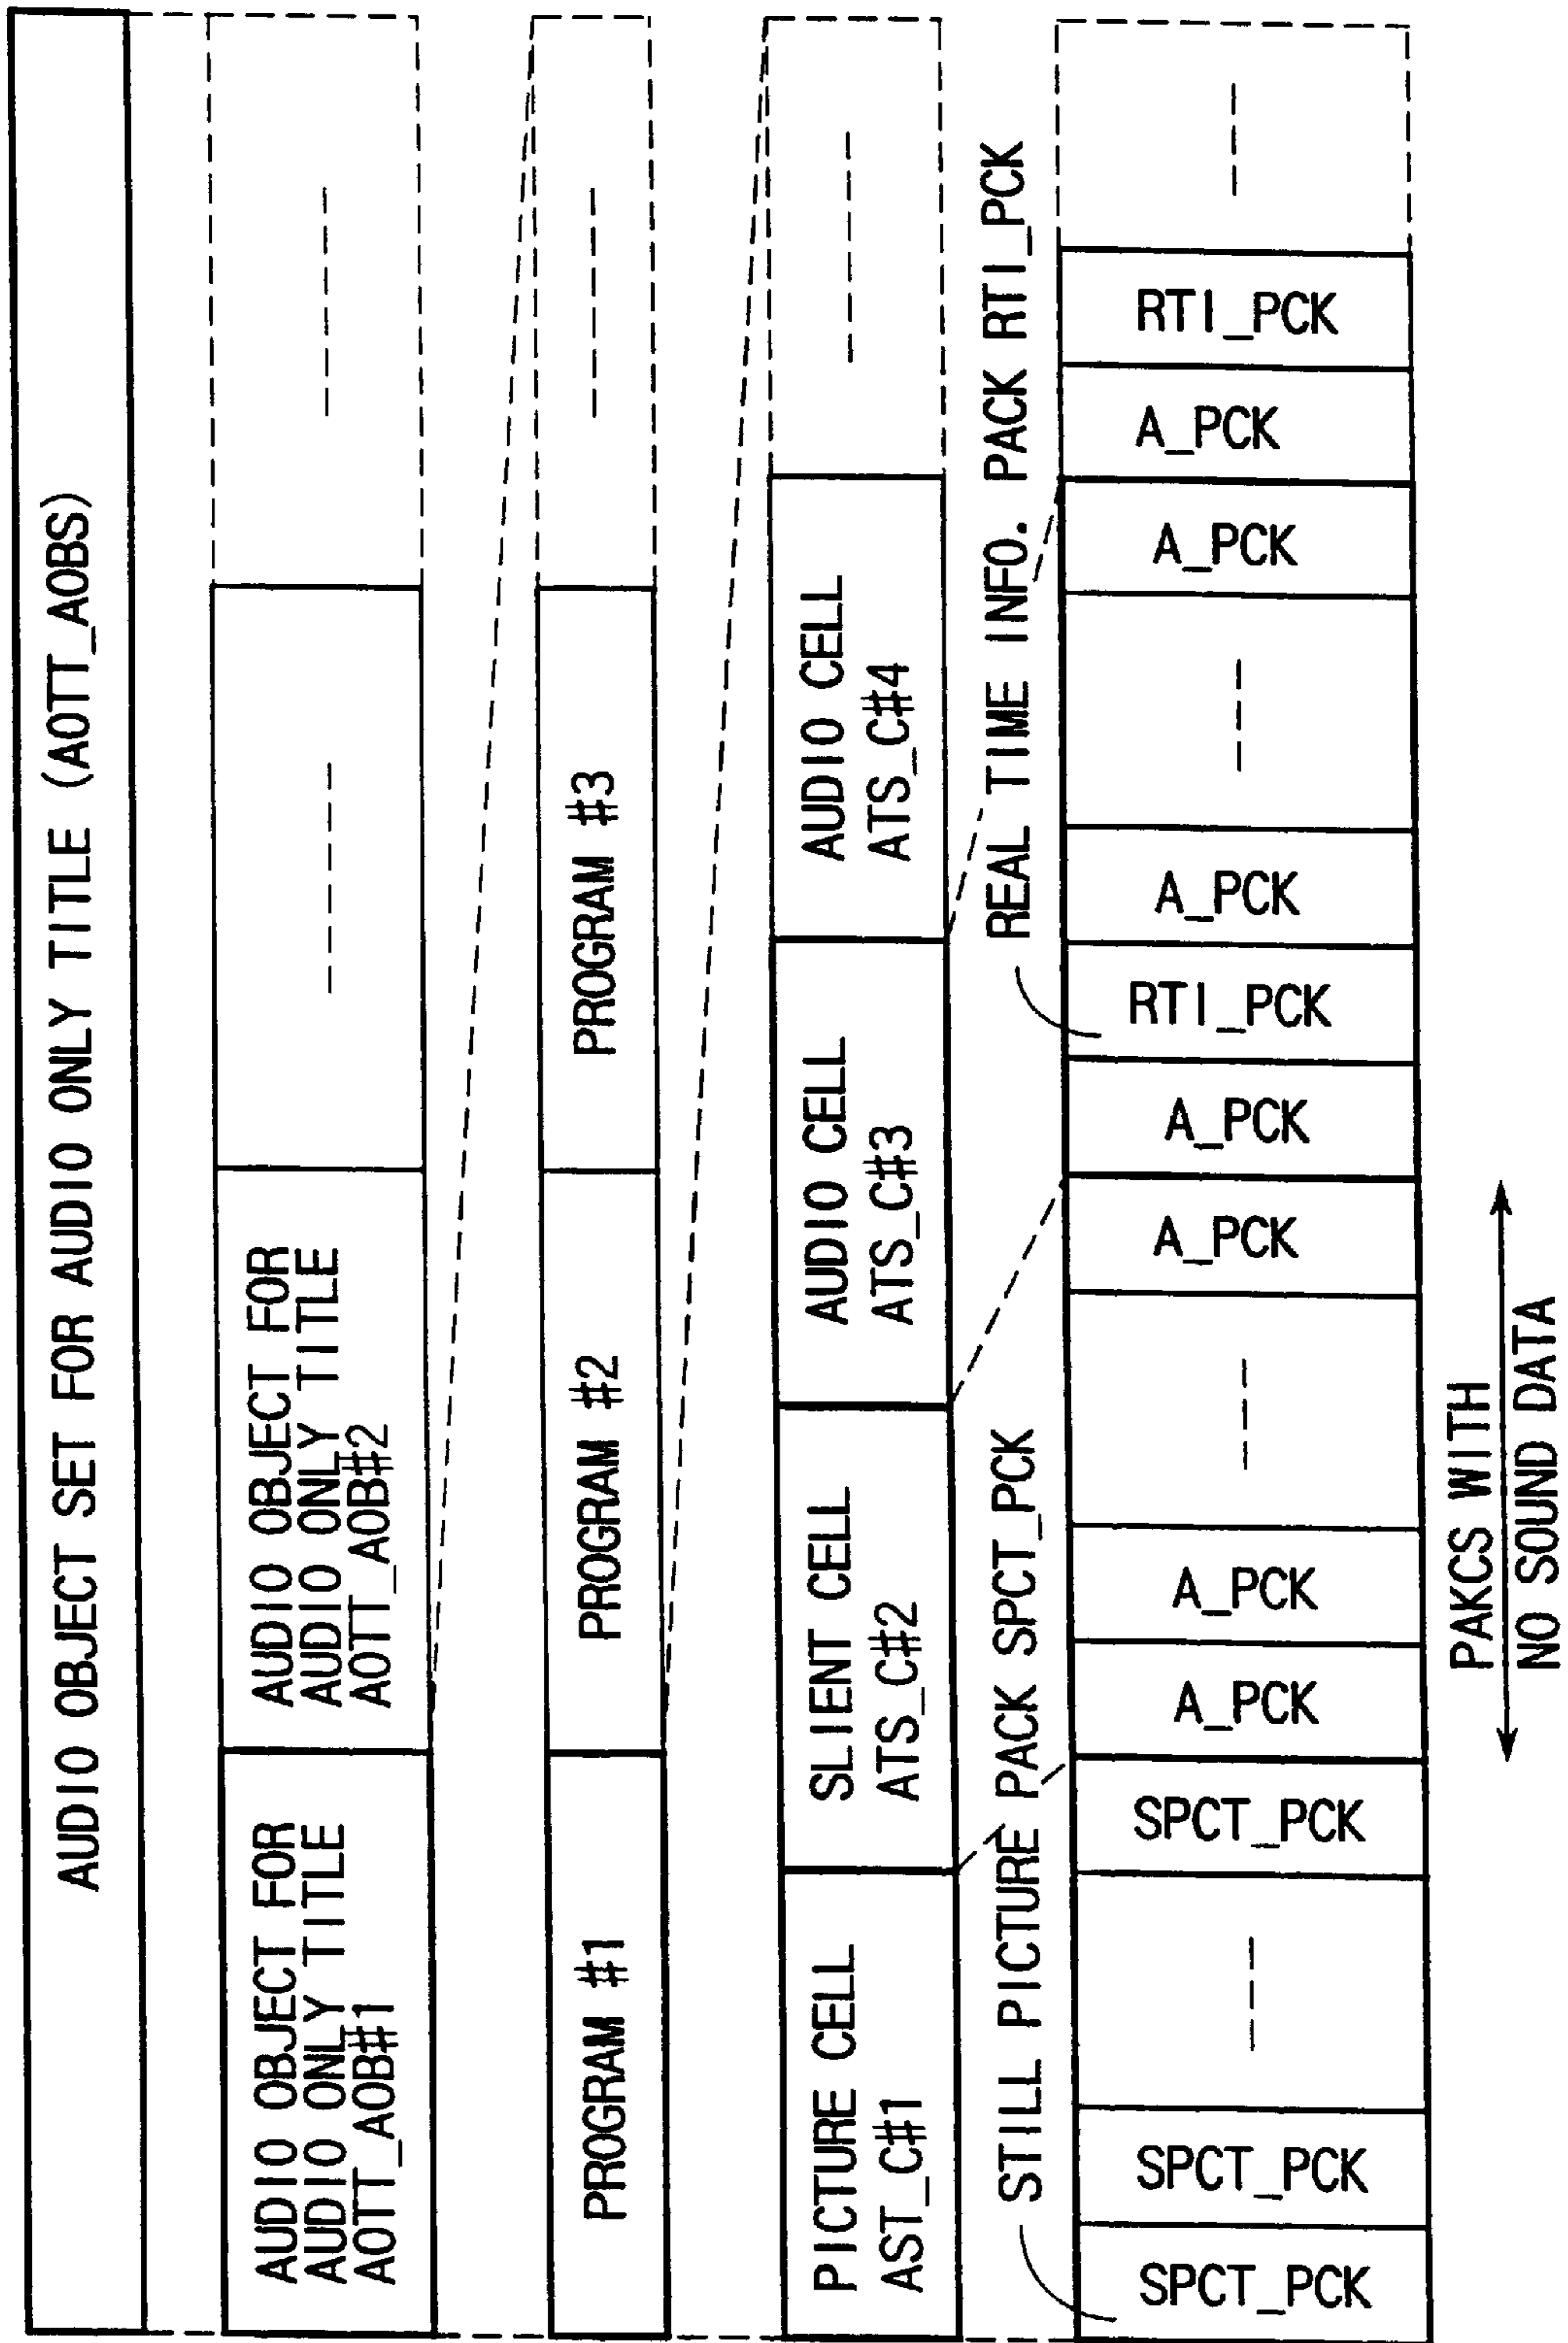 AUDIO OBJECT SET FOR AUDIO ONLY TITLE (AOTT_AOBS)
AUDIO OBJECT FOR
AUDIO ONLY TITLE
AOTT_AOB#1
AUDIO OBJECT FOR
AUDIO ONLY TITLE
AOTT_AOB#2
PROGRAM #1
PROGRAM #2
PROGRAM #3
PICTURE CELL
AST_C#1
SLIENT CELL
ATS_C#2
AUDIO CELL
ATS_C#3
AUDIO CELL
ATS_C#4
STILL PICTURE PACK SPCT_PCK
REAL TIME INFO. PACK RTI_PCK
SPCT_PCK
SPCT_PCK
SPCT_PCK
A_PCK
A_PCK
A_PCK
A_PCK
RTI_PCK
A_PCK
A_PCK
A_PCK
RTI_PCK
PAKCS WITH
NO SOUND DATA